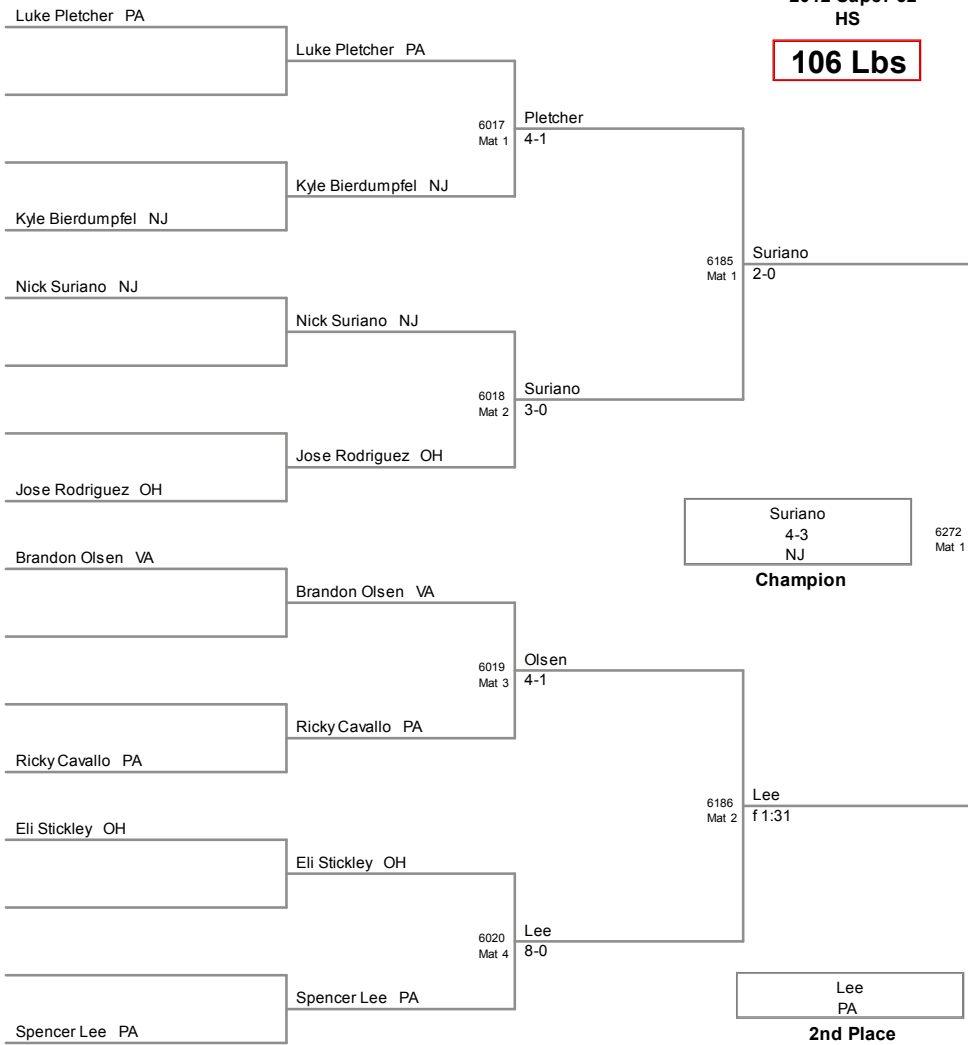 HS
106 Lbs
Luke Pletcher PA
Luke Pletcher PA
6017
Mat 1
Pletcher
4-1
Kyle Bierdumpfel NJ
Kyle Bierdumpfel NJ
6185
Mat 1
Suriano
2-0
Nick Suriano NJ
Nick Suriano NJ
6018
Mat 2
Suriano
3-0
Jose Rodriguez OH
Jose Rodriguez OH
Suriano
4-3
NJ
Champion
6272
Mat 1
Brandon Olsen VA
Brandon Olsen VA
6019
Mat 3
Olsen
4-1
Ricky Cavallo PA
Ricky Cavallo PA
6186
Mat 2
Lee
f 1:31
Eli Stickley OH
Eli Stickley OH
6020
Mat 4
Lee
8-0
Spencer Lee PA
Spencer Lee PA
Lee
PA
2nd Place